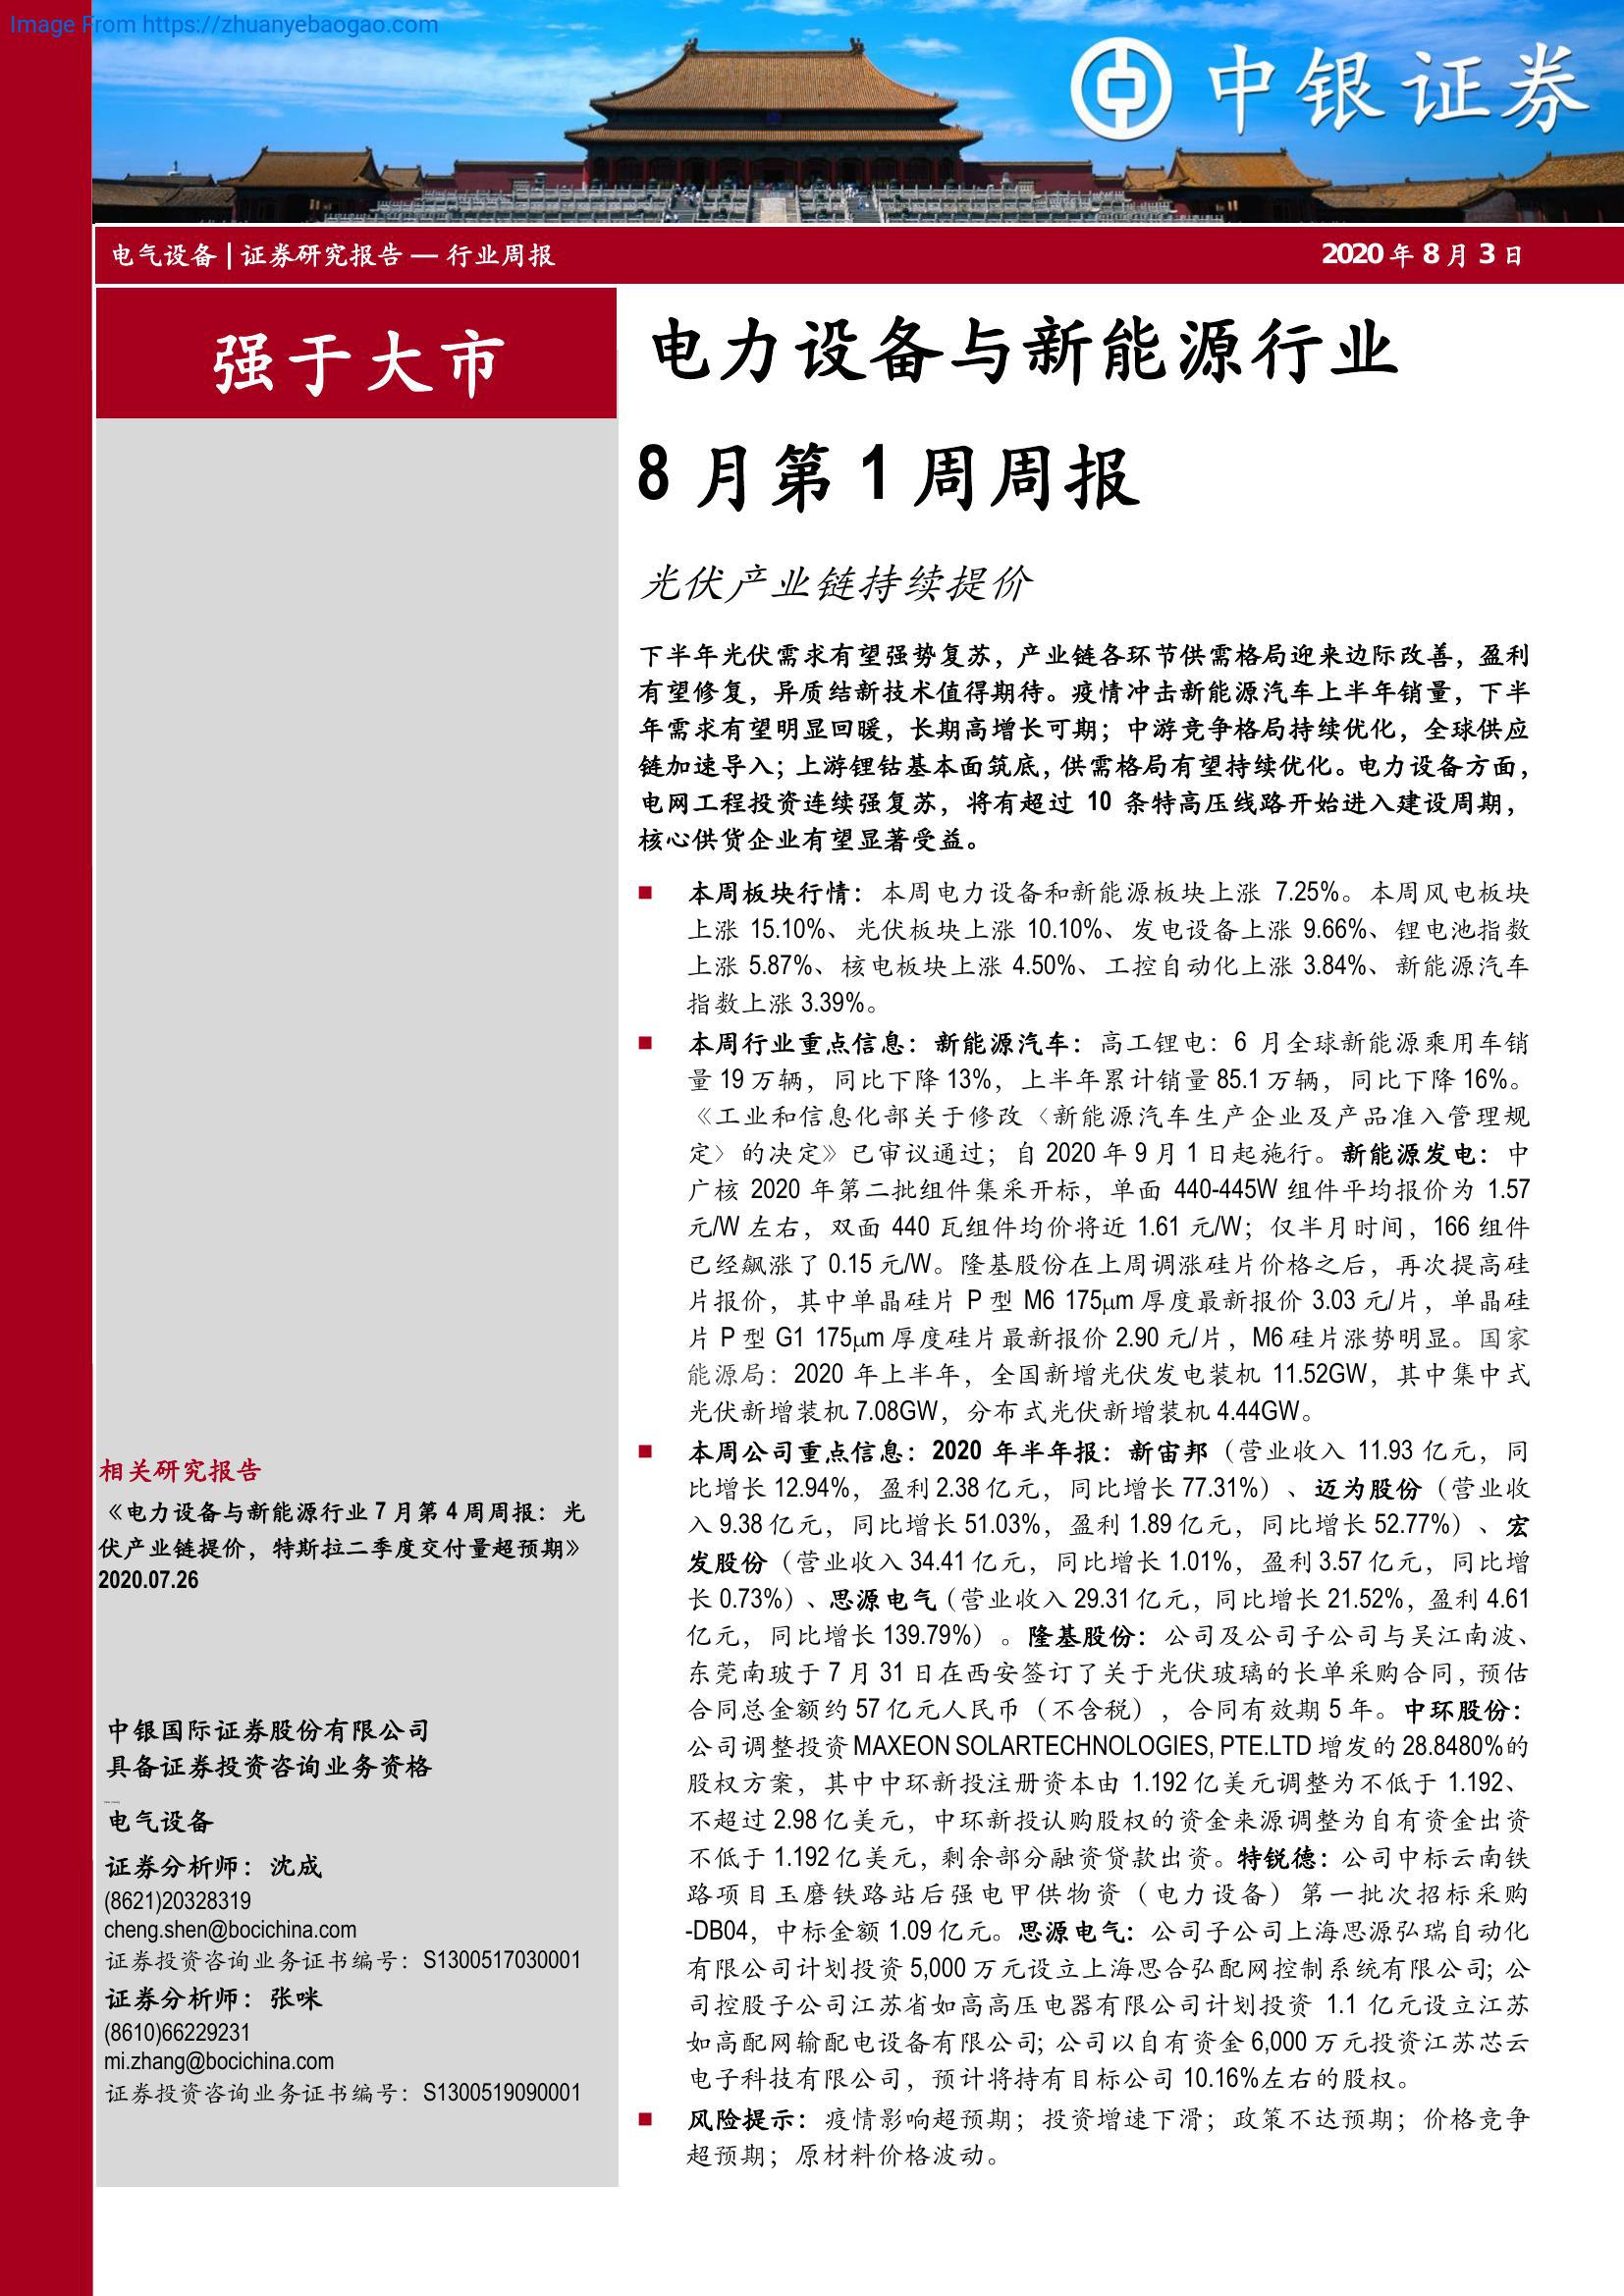 Image From https://zhuanyebaogao.com
中银证券
电气设备 | 证券研究报告 — 行业周报
2020 年 8 月 3 日
强于大市
电力设备与新能源行业
8 月第 1 周周报
光伏产业链持续提价
下半年光伏需求有望强势复苏，产业链各环节供需格局迎来边际改善，盈利
有望修复，异质结新技术值得期待。疫情冲击新能源汽车上半年销量，下半
年需求有望明显回暖，长期高增长可期；中游竞争格局持续优化，全球供应
链加速导入；上游锂钴基本面筑底，供需格局有望持续优化。电力设备方面，
电网工程投资连续强复苏，将有超过 10 条特高压线路开始进入建设周期，
核心供货企业有望显著受益。
■ 本周板块行情：本周电力设备和新能源板块上涨 7.25%。本周风电板块
上涨 15.10%、光伏板块上涨 10.10%、发电设备上涨 9.66%、锂电池指数
上涨 5.87%、核电板块上涨 4.50%、工控自动化上涨 3.84%、新能源汽车
指数上涨 3.39%。
■ 本周行业重点信息：新能源汽车：高工锂电：6 月全球新能源乘用车销
量 19 万辆，同比下降 13%，上半年累计销量 85.1 万辆，同比下降 16%。
《工业和信息化部关于修改〈新能源汽车生产企业及产品准入管理规
定〉的决定》已审议通过；自 2020 年 9 月 1 日起施行。新能源发电：中
广核 2020 年第二批组件集采开标，单面 440-445W 组件平均报价为 1.57
元/W 左右，双面 440 瓦组件均价将近 1.61 元/W；仅半月时间，166 组件
已经飙涨了 0.15 元/W。隆基股份在上周调涨硅片价格之后，再次提高硅
片报价，其中单晶硅片 P 型 M6 175μm 厚度最新报价 3.03 元/片，单晶硅
片 P 型 G1 175μm 厚度硅片最新报价 2.90 元/片，M6 硅片涨势明显。国家
能源局：2020 年上半年，全国新增光伏发电装机 11.52GW，其中集中式
光伏新增装机 7.08GW，分布式光伏新增装机 4.44GW。
■ 本周公司重点信息：2020 年半年报：新宙邦（营业收入 11.93 亿元，同
比增长 12.94%，盈利 2.38 亿元，同比增长 77.31%）、迈为股份（营业收
入 9.38 亿元，同比增长 51.03%，盈利 1.89 亿元，同比增长 52.77%）、宏
发股份（营业收入 34.41 亿元，同比增长 1.01%，盈利 3.57 亿元，同比增
长 0.73%）、思源电气（营业收入 29.31 亿元，同比增长 21.52%，盈利 4.61
亿元，同比增长 139.79%）。隆基股份：公司及公司子公司与吴江南波、
东莞南玻于 7 月 31 日在西安签订了关于光伏玻璃的长单采购合同，预估
合同总金额约 57 亿元人民币（不含税），合同有效期 5 年。中环股份：
公司调整投资 MAXEON SOLARTECHNOLOGIES, PTE.LTD 增发的 28.8480%的
股权方案，其中中环新投注册资本由 1.192 亿美元调整为不低于 1.192、
不超过 2.98 亿美元，中环新投认购股权的资金来源调整为自有资金出资
不低于 1.192 亿美元，剩余部分融资贷款出资。特锐德：公司中标云南铁
路项目玉磨铁路站后强电甲供物资（电力设备）第一批次招标采购
-DB04，中标金额 1.09 亿元。思源电气：公司子公司上海思源弘瑞自动化
有限公司计划投资 5,000 万元设立上海思合弘配网控制系统有限公司；公
司控股子公司江苏省如高高压电器有限公司计划投资 1.1 亿元设立江苏
如高配网输配电设备有限公司；公司以自有资金 6,000 万元投资江苏芯云
电子科技有限公司，预计将持有目标公司 10.16%左右的股权。
■ 风险提示：疫情影响超预期；投资增速下滑；政策不达预期；价格竞争
超预期；原材料价格波动。
相关研究报告
《电力设备与新能源行业 7 月第 4 周周报：光
伏产业链提价，特斯拉二季度交付量超预期》
2020.07.26
中银国际证券股份有限公司
具备证券投资咨询业务资格
电气设备
证券分析师：沈成
(8621)20328319
cheng.shen@bocichina.com
证券投资咨询业务证书编号：S1300517030001
证券分析师：张咪
(8610)66229231
mi.zhang@bocichina.com
证券投资咨询业务证书编号：S1300519090001